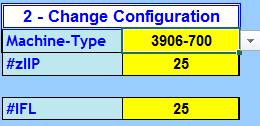 2 - Change Configuration
Machine-Type 3906-700
#zIIP 25
#IFL 25